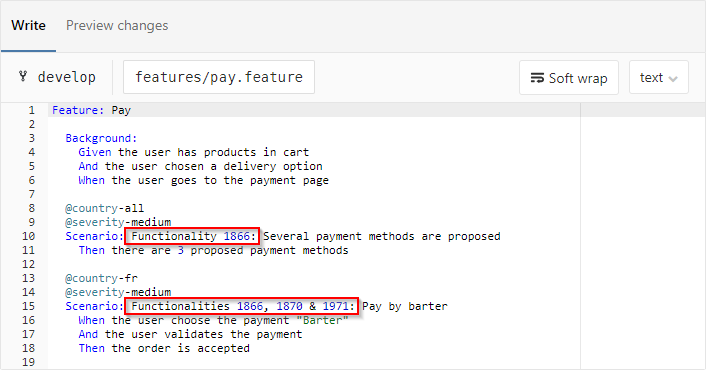 Write Preview changes
develop features/pay.feature Soft wrap text
1 Feature: Pay
2
3 Background:
4 Given the user has products in cart
5 And the user chosen a delivery option
6 When the user goes to the payment page
7
8 @country-all
9 @severity-medium
10 Scenario: Functionality 1866: Several payment methods are proposed
11 Then there are 3 proposed payment methods
12
13 @country-fr
14 @severity-medium
15 Scenario: Functionalities 1866, 1870 & 1971: Pay by barter
16 When the user choose the payment "Barter"
17 And the user validates the payment
18 Then the order is accepted
19